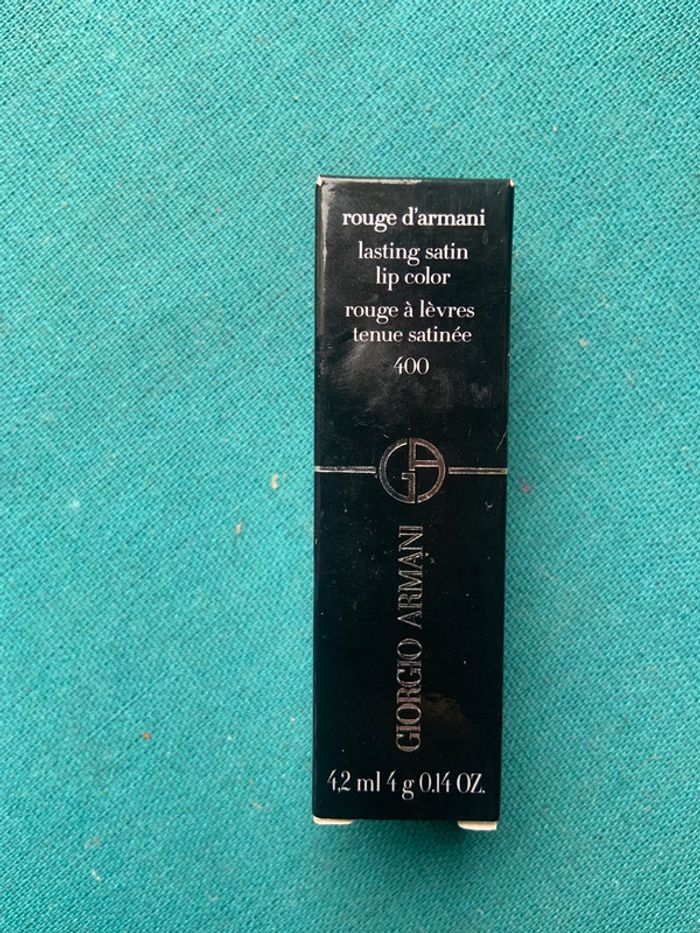 rouge d'armani
lasting satin
lip color
rouge à lèvres
tenue satinée
400
GA
GIORGIO ARMANI
4,2 ml 4 g 0.14 OZ.